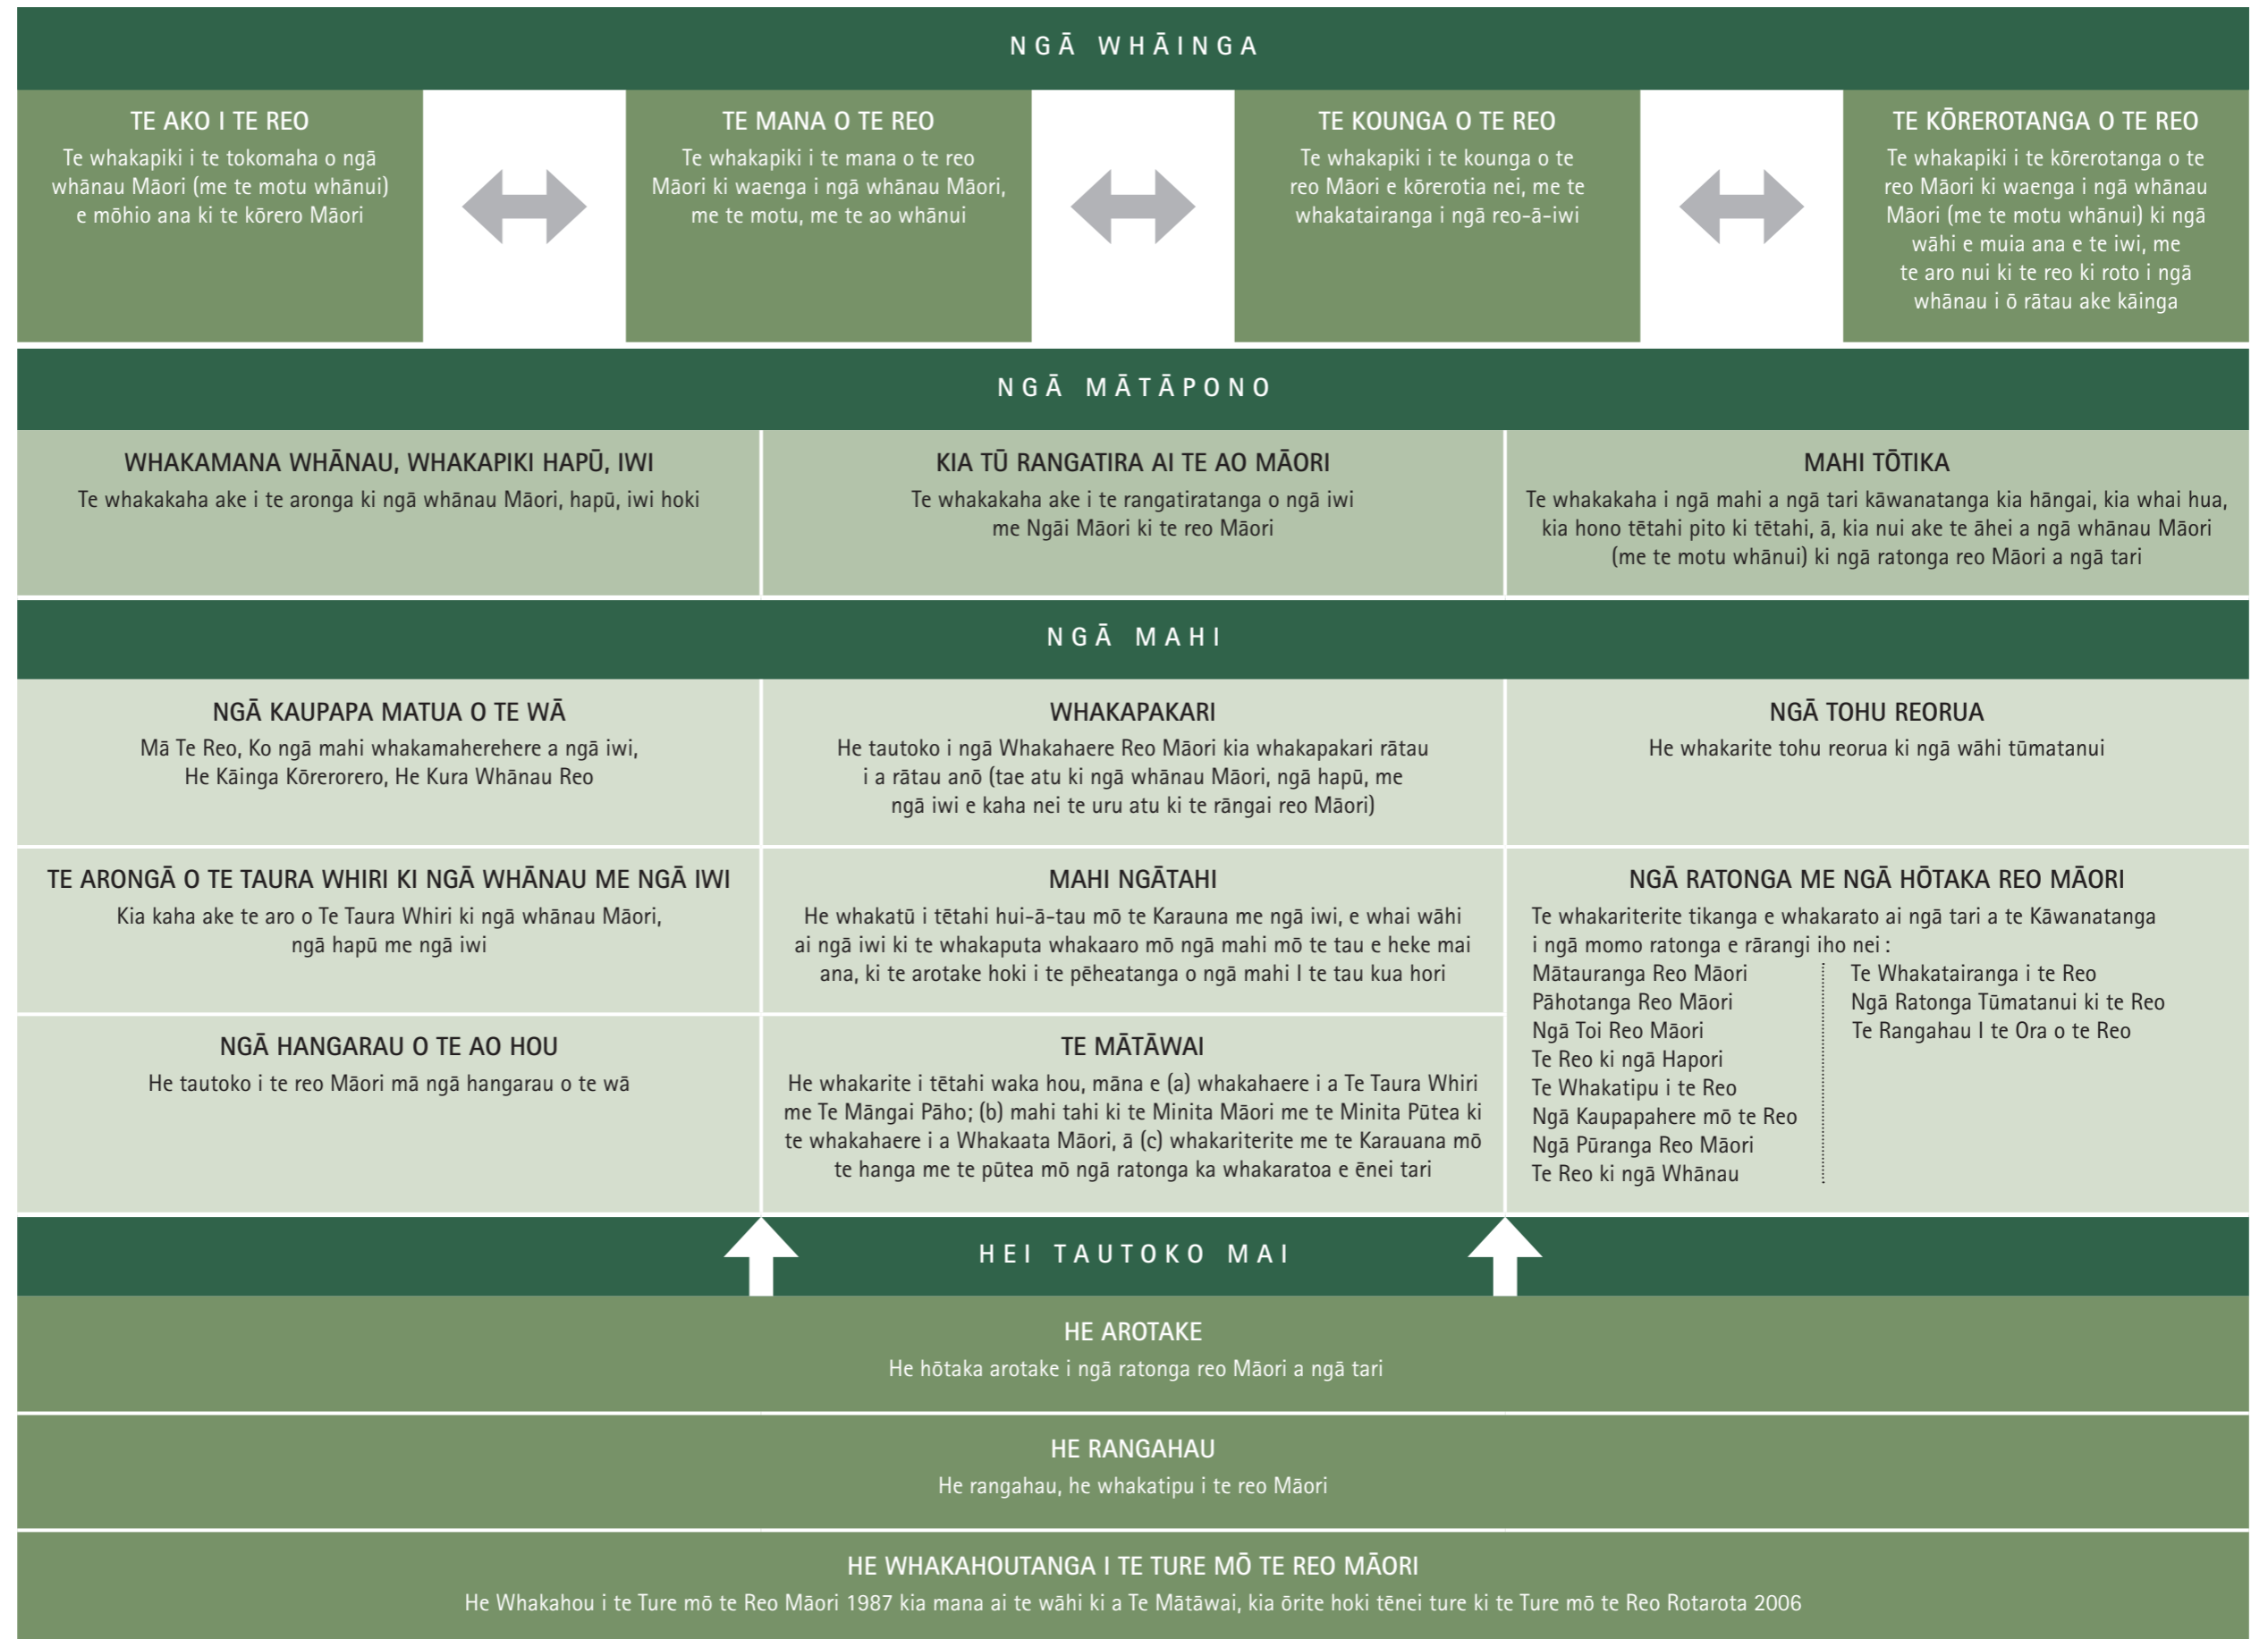 NGĀ WHĀINGA
TE AKO I TE REO
Te whakapiki i te tokomaha o ngā
whānau Māori (me te motu whānui)
e mōhio ana ki te kōrero Māori
TE MANA O TE REO
Te whakapiki i te mana o te reo
Māori ki waenga i ngā whānau Māori,
me te motu, me te ao whānui
TE KOUNGA O TE REO
Te whakapiki i te kounga o te
reo Māori e kōrerotia nei, me te
whakatairanga i ngā reo-ā-iwi
TE KŌREROTANGA O TE REO
Te whakapiki i te kōrerotanga o te
reo Māori ki waenga i ngā whānau
Māori (me te motu whānui) ki ngā
wāhi e muia ana e te iwi, me
te aro nui ki te reo ki roto i ngā
whānau i ō rātau ake kāinga
NGĀ MĀTĀPONO
WHAKAMANA WHĀNAU, WHAKAPIKI HAPŪ, IWI
Te whakakaha ake i te aronga ki ngā whānau Māori, hapū, iwi hoki
KIA TŪ RANGATIRA AI TE AO MĀORI
Te whakakaha ake i te rangatiratanga o ngā iwi
me Ngāi Māori ki te reo Māori
MAHI TŌTIKA
Te whakakaha i ngā mahi a ngā tari kāwanatanga kia hāngai, kia whai hua,
kia hono tētahi pito ki tētahi, ā, kia nui ake te āhei a ngā whānau Māori
(me te motu whānui) ki ngā ratonga reo Māori a ngā tari
NGĀ MAHI
NGĀ KAUPAPA MATUA O TE WĀ
Mā Te Reo, Ko ngā mahi whakamaherehere a ngā iwi,
He Kāinga Kōrerorero, He Kura Whānau Reo
WHAKAPAKARI
He tautoko i ngā Whakahaere Reo Māori kia whakapakari rātau
i a rātau anō (tae atu ki ngā whānau Māori, ngā hapū, me
ngā iwi e kaha nei te uru atu ki te rāngai reo Māori)
NGĀ TOHU REORUA
He whakarite tohu reorua ki ngā wāhi tūmatanui
TE ARONGĀ O TE TAURA WHIRI KI NGĀ WHĀNAU ME NGĀ IWI
Kia kaha ake te aro o Te Taura Whiri ki ngā whānau Māori,
ngā hapū me ngā iwi
MAHI NGĀTAHI
He whakatū i tētahi hui-ā-tau mō te Karauna me ngā iwi, e whai wāhi
ai ngā iwi ki te whakaputa whakaaro mō ngā mahi mō te tau e heke mai
ana, ki te arotake hoki i te pēheatanga o ngā mahi I te tau kua hori
NGĀ RATONGA ME NGĀ HŌTAKA REO MĀORI
Te whakariterite tikanga e whakarato ai ngā tari a te Kāwanatanga
i ngā momo ratonga e rārangi iho nei :
Mātauranga Reo Māori
Pāhotanga Reo Māori
Ngā Toi Reo Māori
Te Reo ki ngā Hapori
Te Whakatipu i te Reo
Ngā Kaupapahere mō te Reo
Ngā Pūranga Reo Māori
Te Reo ki ngā Whānau
Te Whakatairanga i te Reo
Ngā Ratonga Tūmatanui ki te Reo
Te Rangahau I te Ora o te Reo
NGĀ HANGARAU O TE AO HOU
He tautoko i te reo Māori mā ngā hangarau o te wā
TE MĀTĀWAI
He whakarite i tētahi waka hou, māna e (a) whakahaere i a Te Taura Whiri
me Te Māngai Pāho; (b) mahi tahi ki te Minita Māori me te Minita Pūtea ki
te whakahaere i a Whakaata Māori, ā (c) whakariterite me te Karauana mō
te hanga me te pūtea mō ngā ratonga ka whakaratoa e ēnei tari
HEI TAUTOKO MAI
HE AROTAKE
He hōtaka arotake i ngā ratonga reo Māori a ngā tari
HE RANGAHAU
He rangahau, he whakatipu i te reo Māori
HE WHAKAHOUTANGA I TE TURE MŌ TE REO MĀORI
He Whakahou i te Ture mō te Reo Māori 1987 kia mana ai te wāhi ki a Te Mātāwai, kia ōrite hoki tēnei ture ki te Ture mō te Reo Rotarota 2006